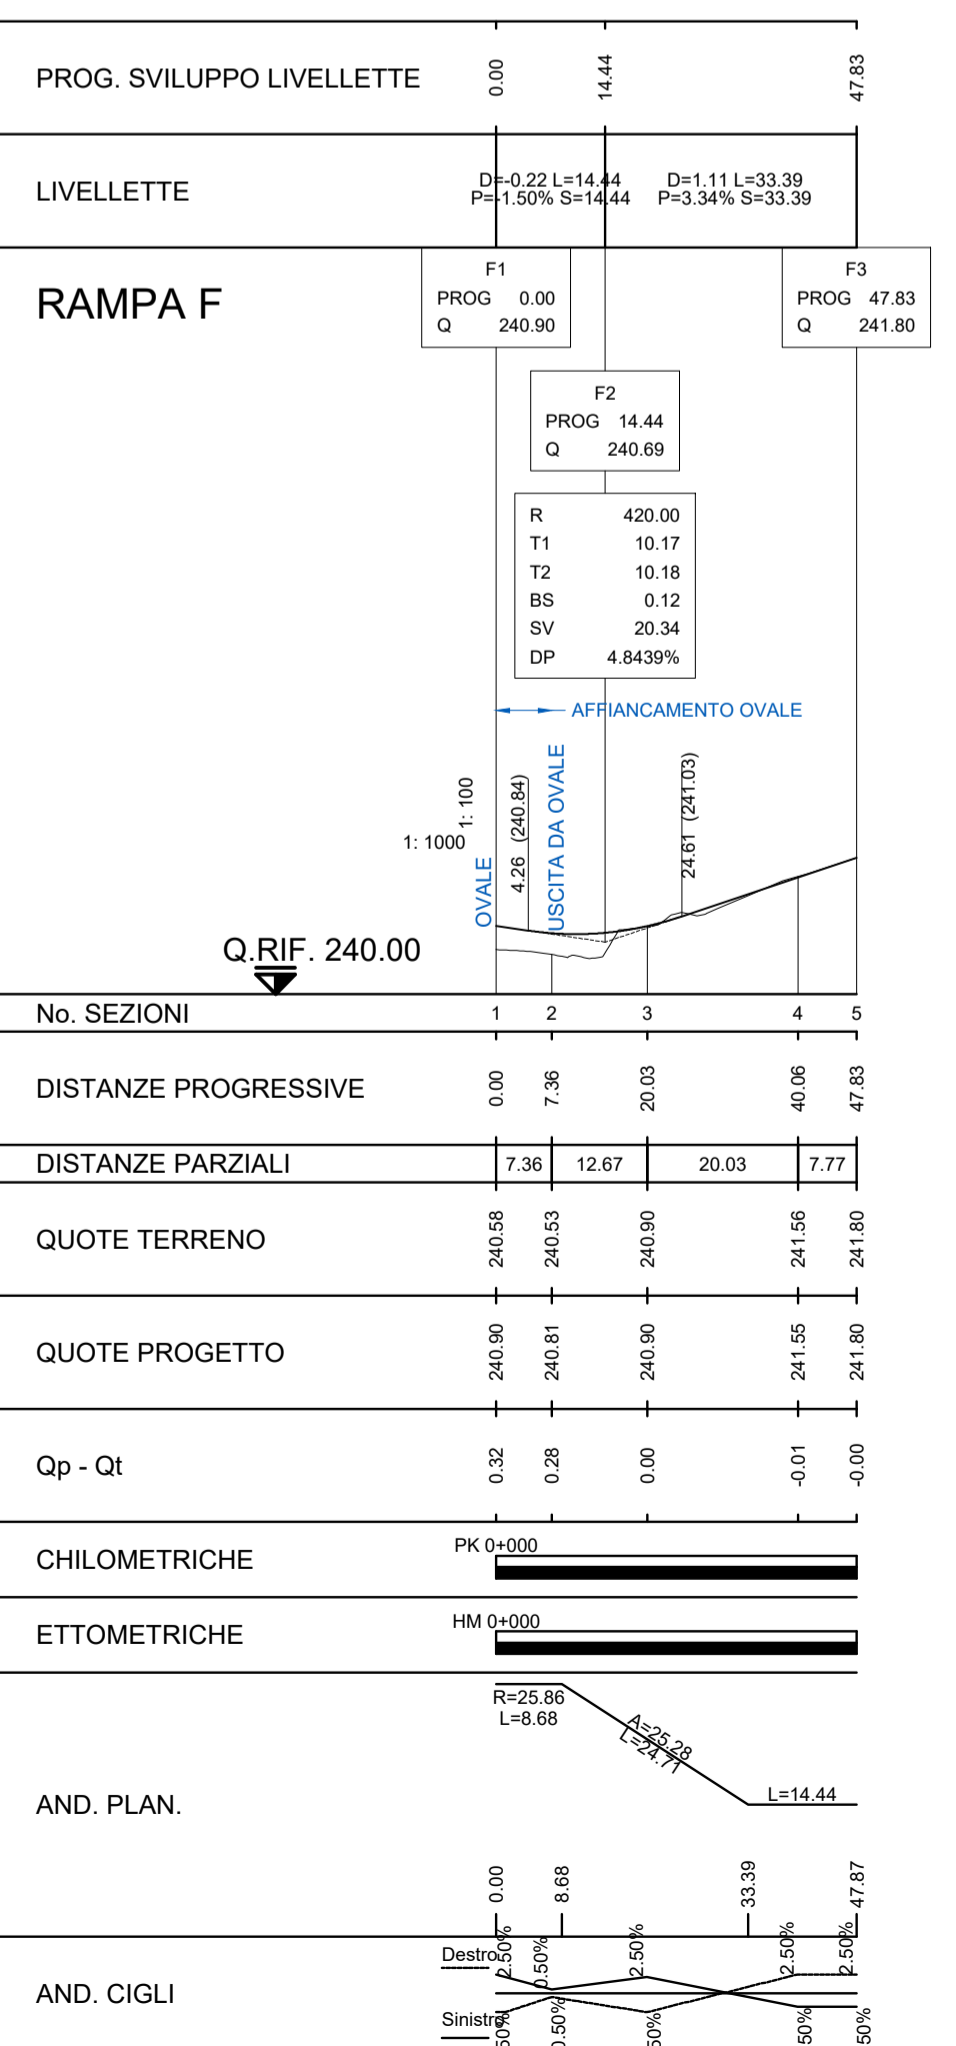 PROG. SVILUPPO LIVELLETTE
0.00
14.44
47.83
LIVELLETTE
D=-0.22 L=14.44
P=-1.50% S=14.44
D=1.11 L=33.39
P=3.34% S=33.39
RAMPA F
F1
PROG 0.00
Q 240.90
F3
PROG 47.83
Q 241.80
F2
PROG 14.44
Q 240.69
R 420.00
T1 10.17
T2 10.18
BS 0.12
SV 20.34
DP 4.8439%
AFFIANCAMENTO OVALE
1: 100
1: 1000
OVALE
4.26 (240.84)
USCITA DA OVALE
24.61 (241.03)
Q.RIF. 240.00
No. SEZIONI 1 2 3 4 5
DISTANZE PROGRESSIVE 0.00 7.36 20.03 40.06 47.83
DISTANZE PARZIALI 7.36 12.67 20.03 7.77
QUOTE TERRENO 240.58 240.53 240.90 241.56 241.80
QUOTE PROGETTO 240.90 240.81 240.90 241.55 241.80
Qp - Qt 0.32 0.28 0.00 -0.01 -0.00
PK 0+000
CHILOMETRICHE
HM 0+000
ETTOMETRICHE
R=25.86
L=8.68
A=25.28
L=24.71
L=14.44
AND. PLAN.
0.00 8.68 33.39 47.87
Destro 2.50% 0.50% 2.50% 2.50% 2.50%
AND. CIGLI
Sinistro 50% 0.50% 50% 50% 50%